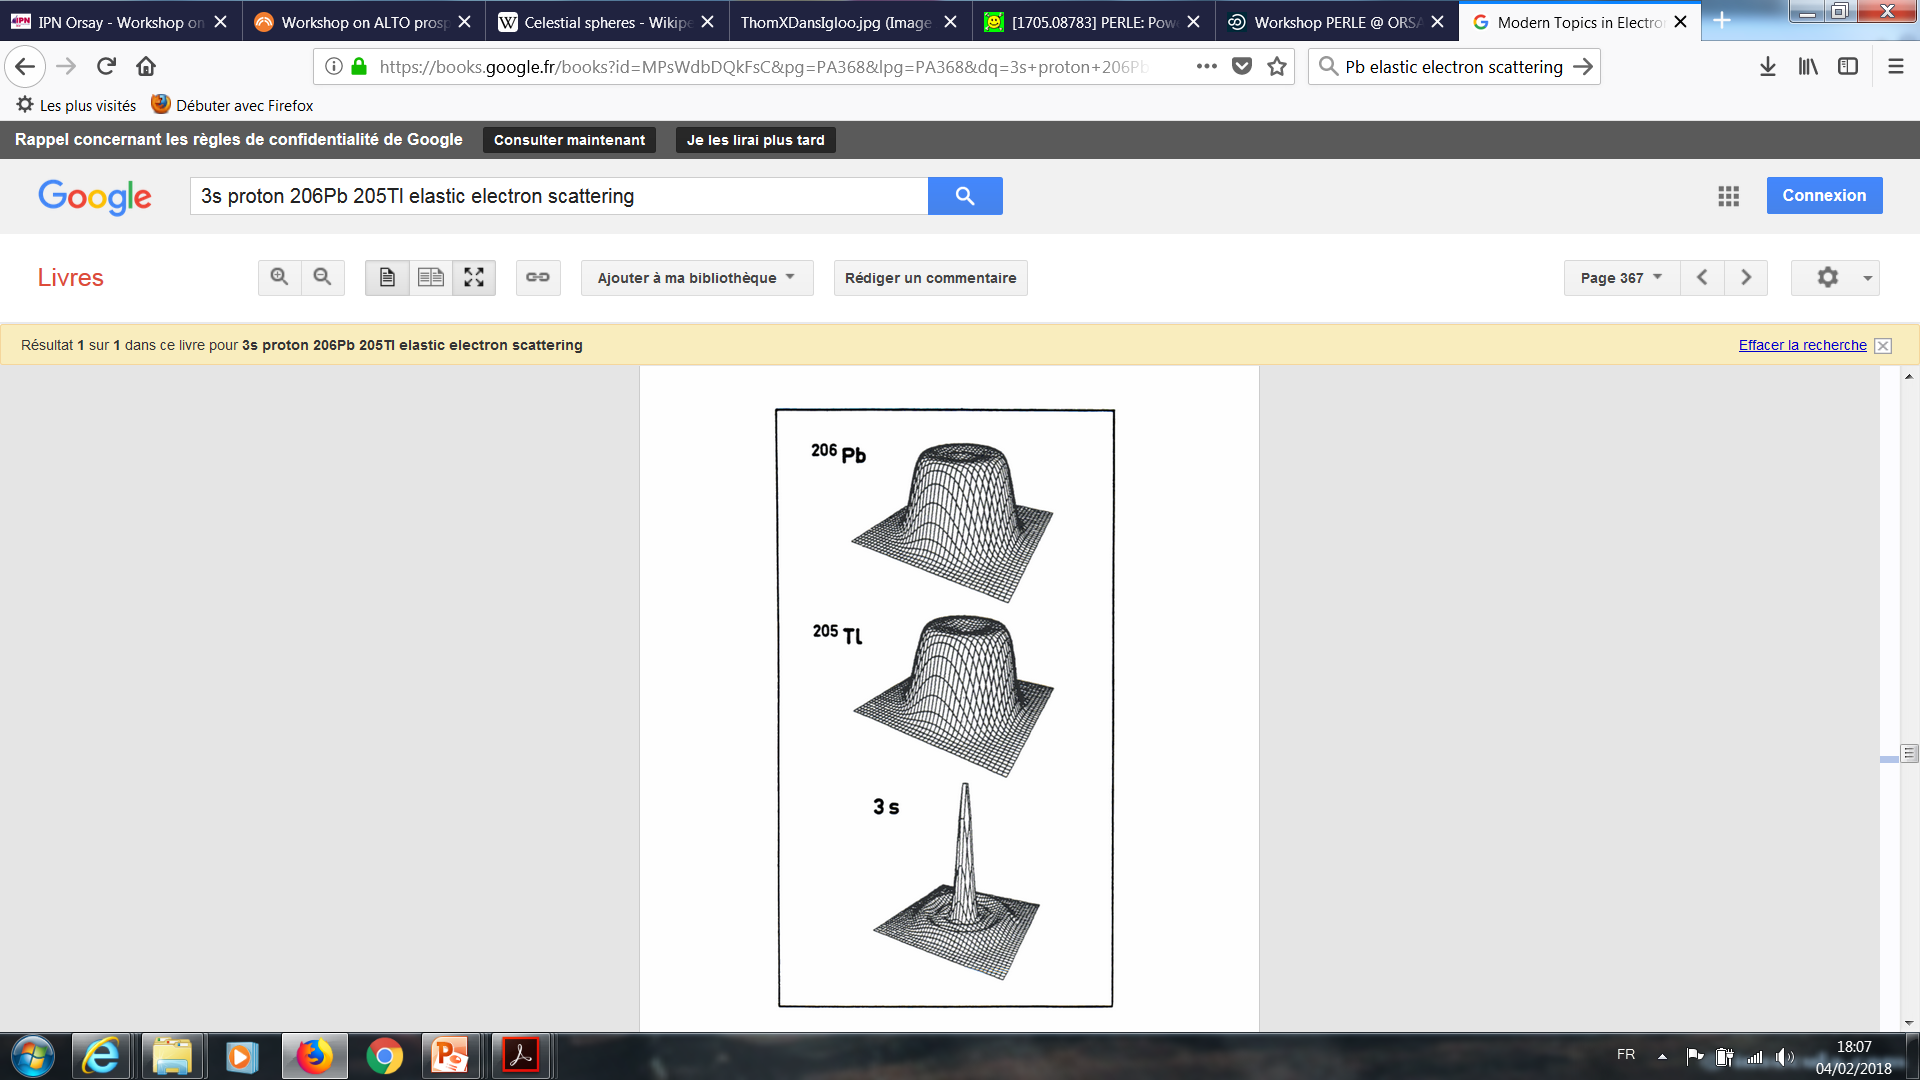 IPN Orsay - Workshop on
Workshop on ALTO prosp
Celestial spheres - Wikipe
ThomXDansIgloo.jpg (Image
[1705.08783] PERLE: Pow
Workshop PERLE @ ORSA
Modern Topics in Electro
https://books.google.fr/books?id=MPsWdbDQkFsC&pg=PA368&lpg=PA368&dq=3s+proton+206Pb
Pb elastic electron scattering
Les plus visités
Débuter avec Firefox
Rappel concernant les règles de confidentialité de Google
Consulter maintenant
Je les lirai plus tard
Google
3s proton 206Pb 205Tl elastic electron scattering
Connexion
Livres
Ajouter à ma bibliothèque
Rédiger un commentaire
Page 367
Résultat 1 sur 1 dans ce livre pour 3s proton 206Pb 205Tl elastic electron scattering
Effacer la recherche
206 Pb
205 Tl
3 s
FR
18:07
04/02/2018